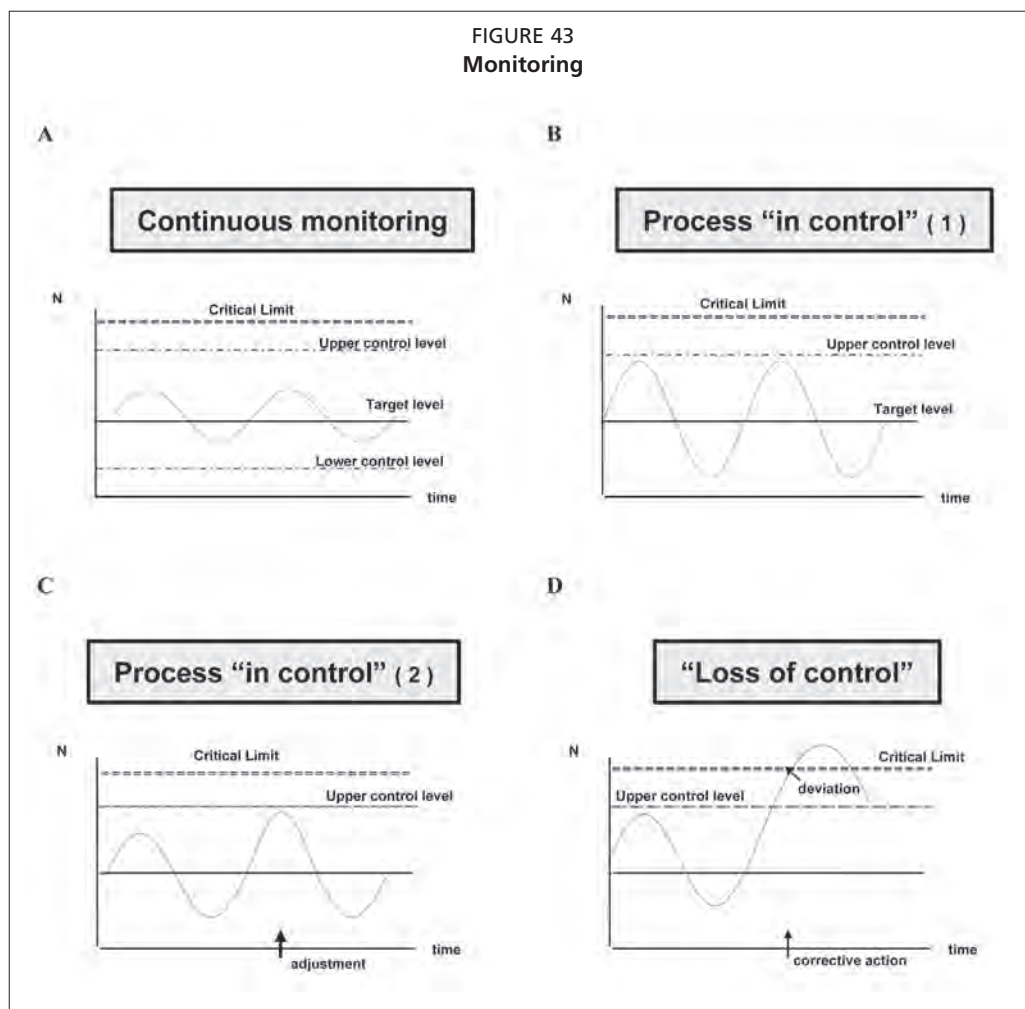 FIGURE 43
Monitoring
A
Continuous monitoring
N
Critical Limit
Upper control level
Target level
Lower control level
time
B
Process “in control” ( 1 )
N
Critical Limit
Upper control level
Target level
time
C
Process “in control” ( 2 )
N
Critical Limit
Upper control level
time
adjustment
D
“Loss of control”
N
Critical Limit
deviation
Upper control level
time
corrective action